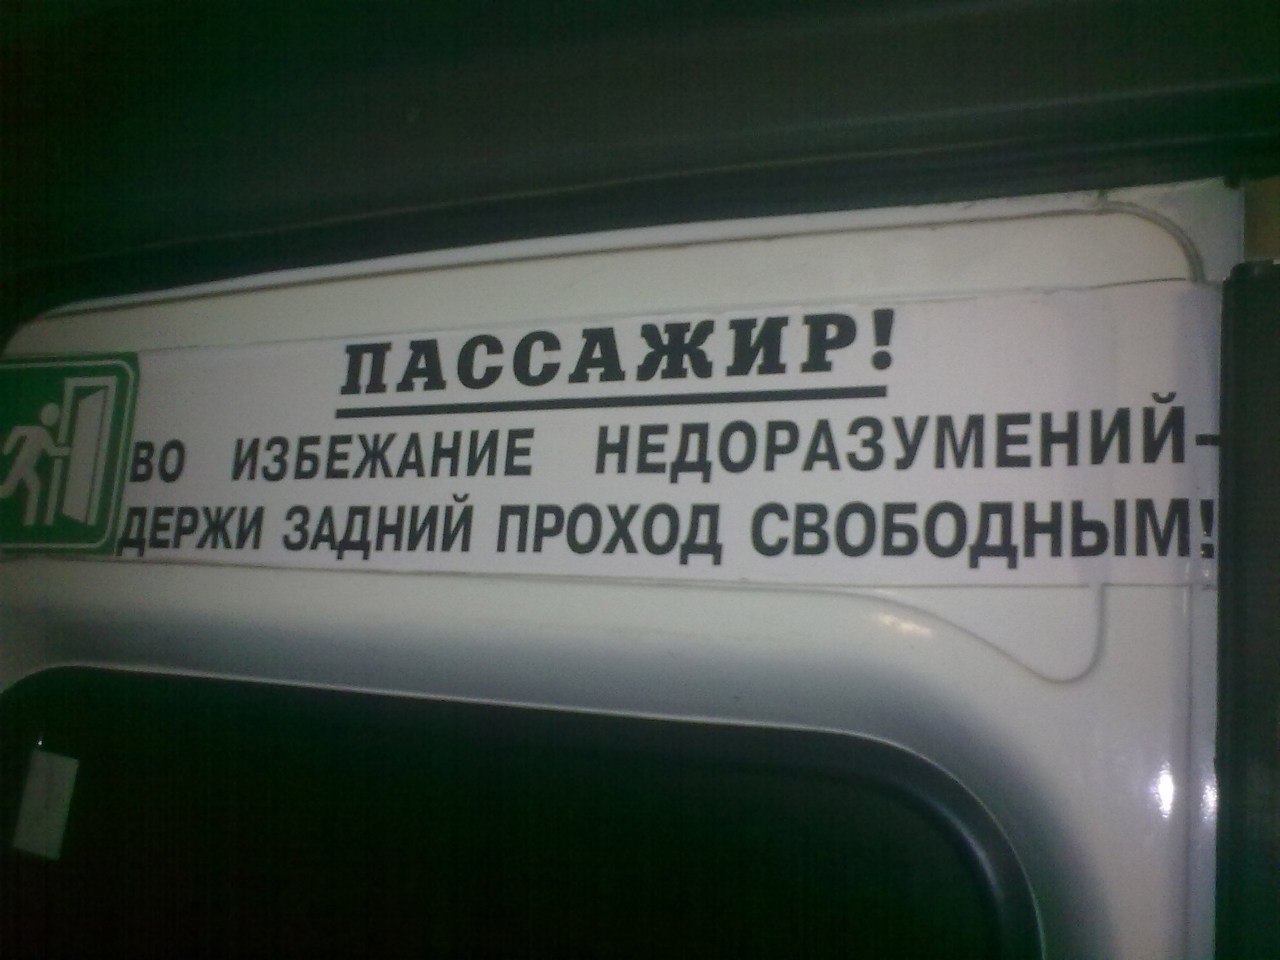 ПАССАЖИР!
ВО ИЗБЕЖАНИЕ НЕДОРАЗУМЕНИЙ-
ДЕРЖИ ЗАДНИЙ ПРОХОД СВОБОДНЫМ!